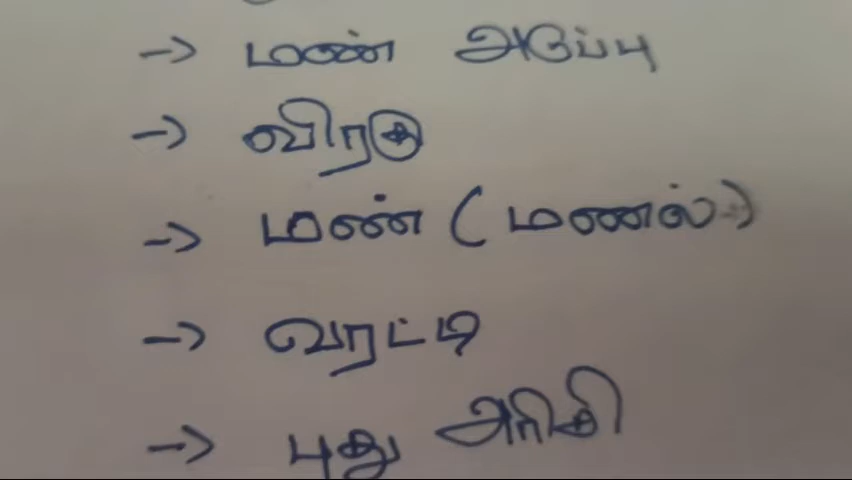 → மண் அடுப்பு
→ விரகு
→ மண் (மணல்)
→ வரட்டி
→ புது அரிசி